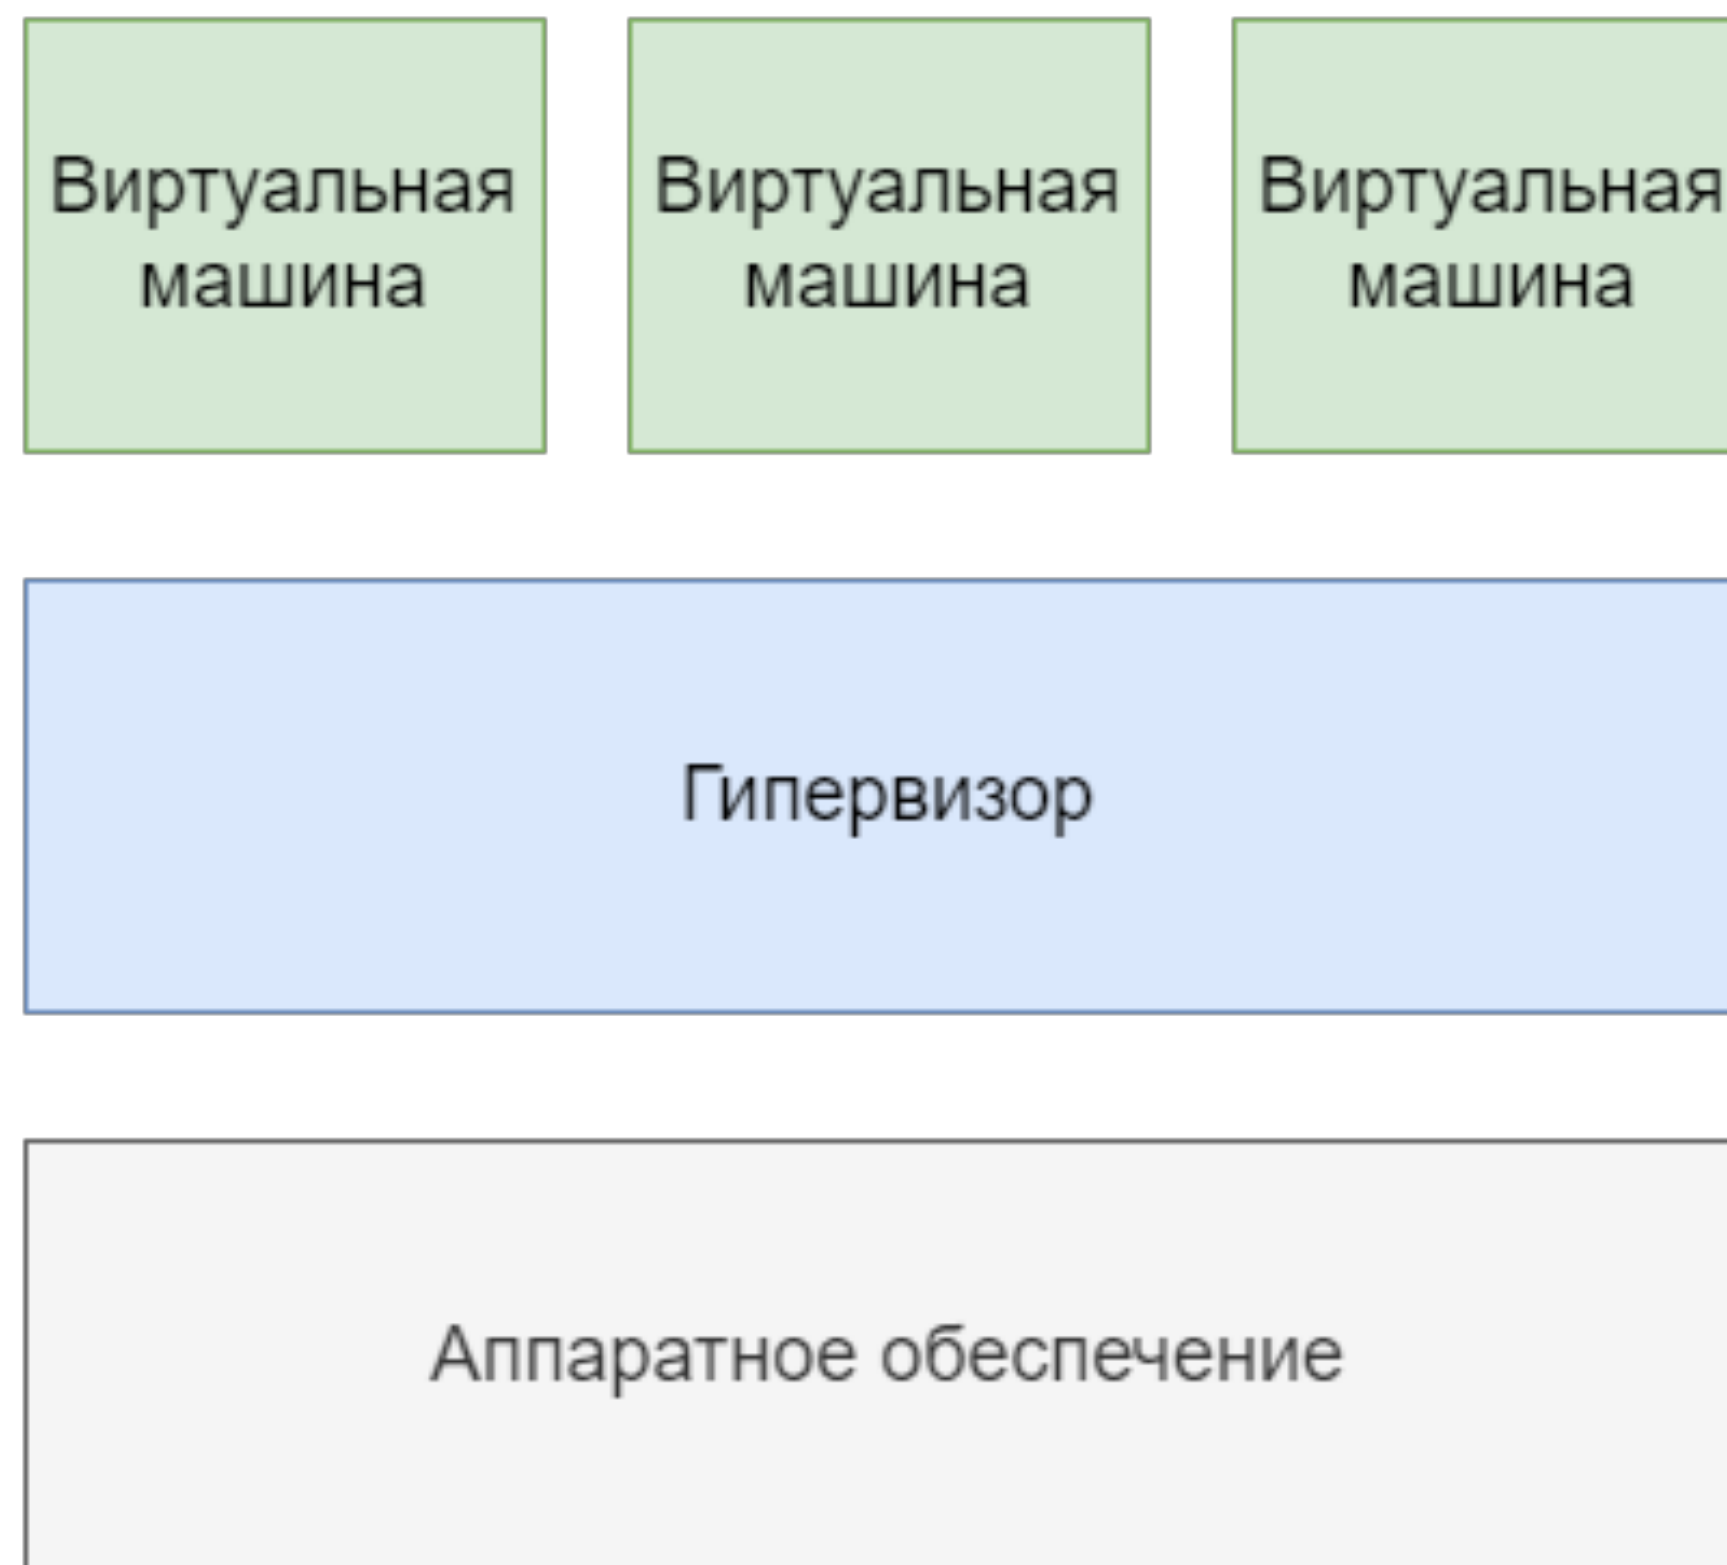 Виртуальная
машина
Виртуальная
машина
Виртуальная
машина
Гипервизор
Аппаратное обеспечение